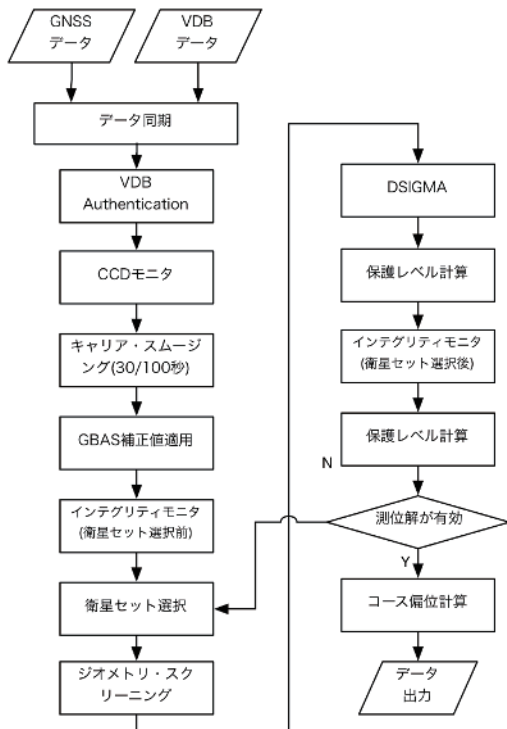 GNSS
データ
VDB
データ
データ同期
VDB
Authentication
CCDモニタ
キャリア・スムージ
ング(30/100秒)
GBAS補正値適用
インテグリティモニタ
(衛星セット選択前)
衛星セット選択
ジオメトリ・スク
リーニング
DSIGMA
保護レベル計算
インテグリティモニタ
(衛星セット選択後)
保護レベル計算
N
測位解が有効
Y
コース偏位計算
データ
出力